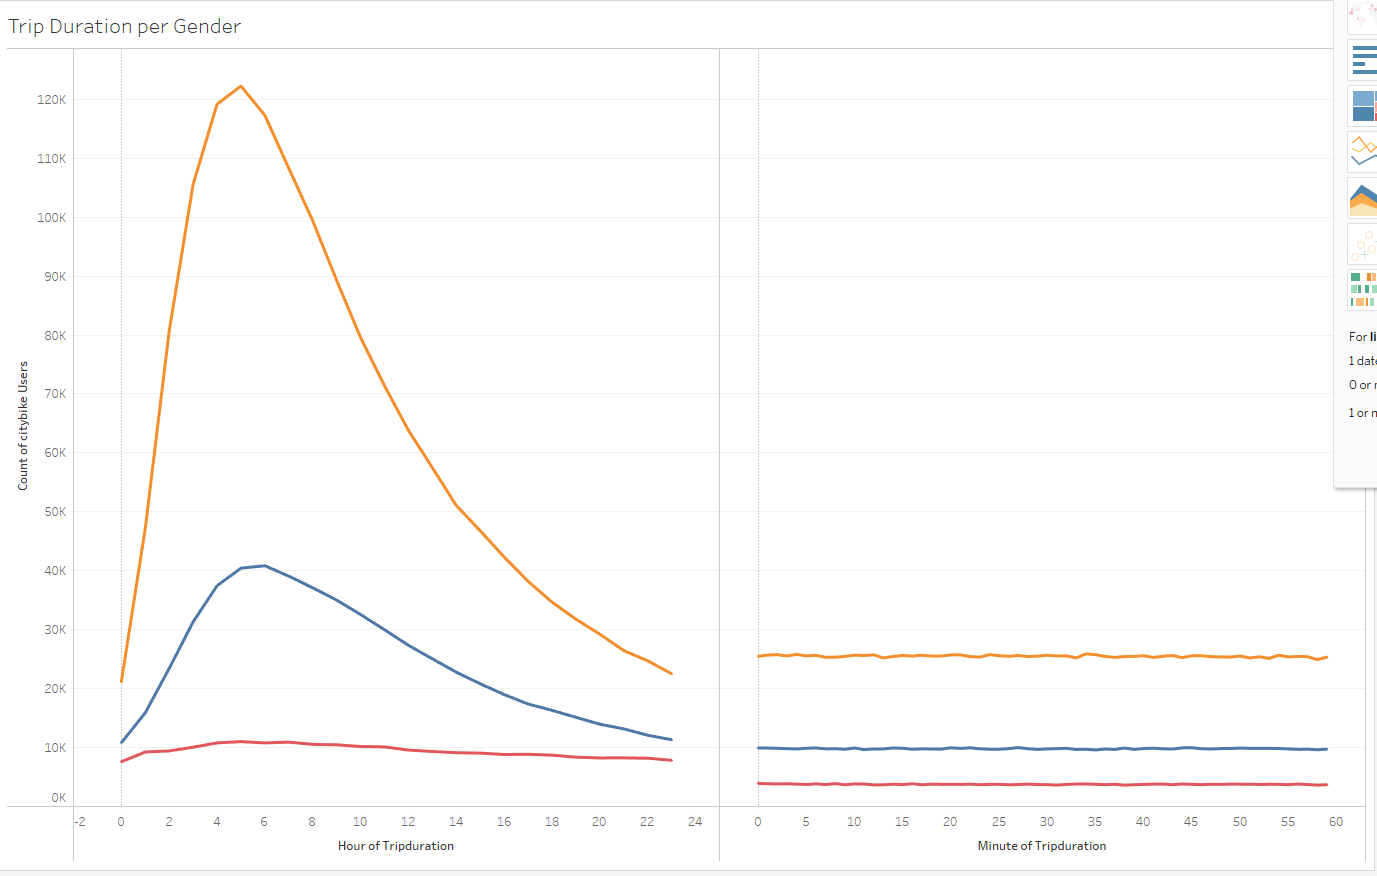 Trip Duration per Gender
120K
110K
100K
90K
80K
70K
60K
50K
40K
30K
20K
10K
0K
Count of citybike Users
-2 0 2 4 6 8 10 12 14 16 18 20 22 24
Hour of Tripduration
0 5 10 15 20 25 30 35 40 45 50 55 60
Minute of Tripduration
For li
1 date
0 or
1 or